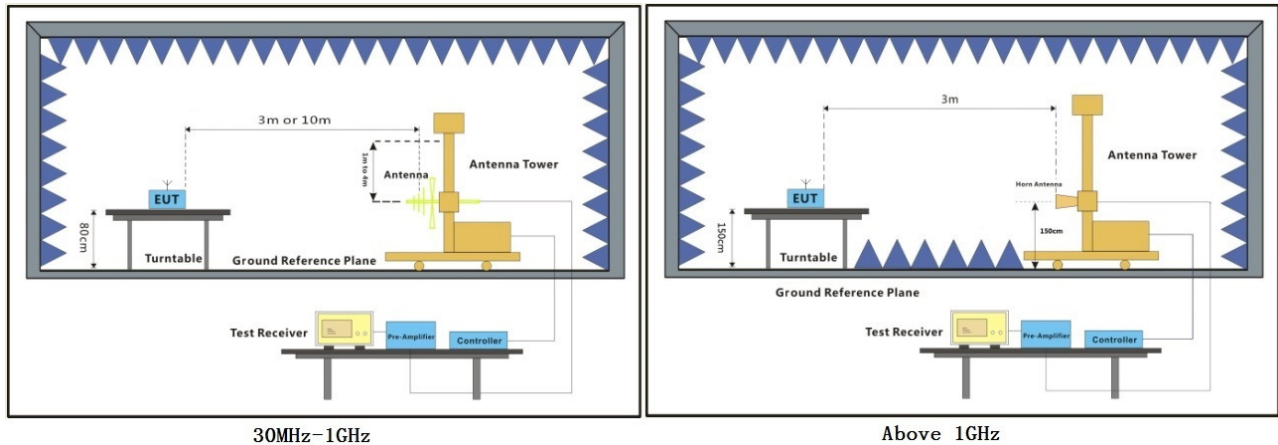 3m or 10m
1m to 4m
Antenna
Antenna Tower
EUT
80cm
Turntable
Ground Reference Plane
Test Receiver
Pre-Amplifier
Controller
30MHz-1GHz
3m
Antenna Tower
Horn Antenna
EUT
150cm
150cm
Turntable
Ground Reference Plane
Test Receiver
Pre-Amplifier
Controller
Above 1GHz